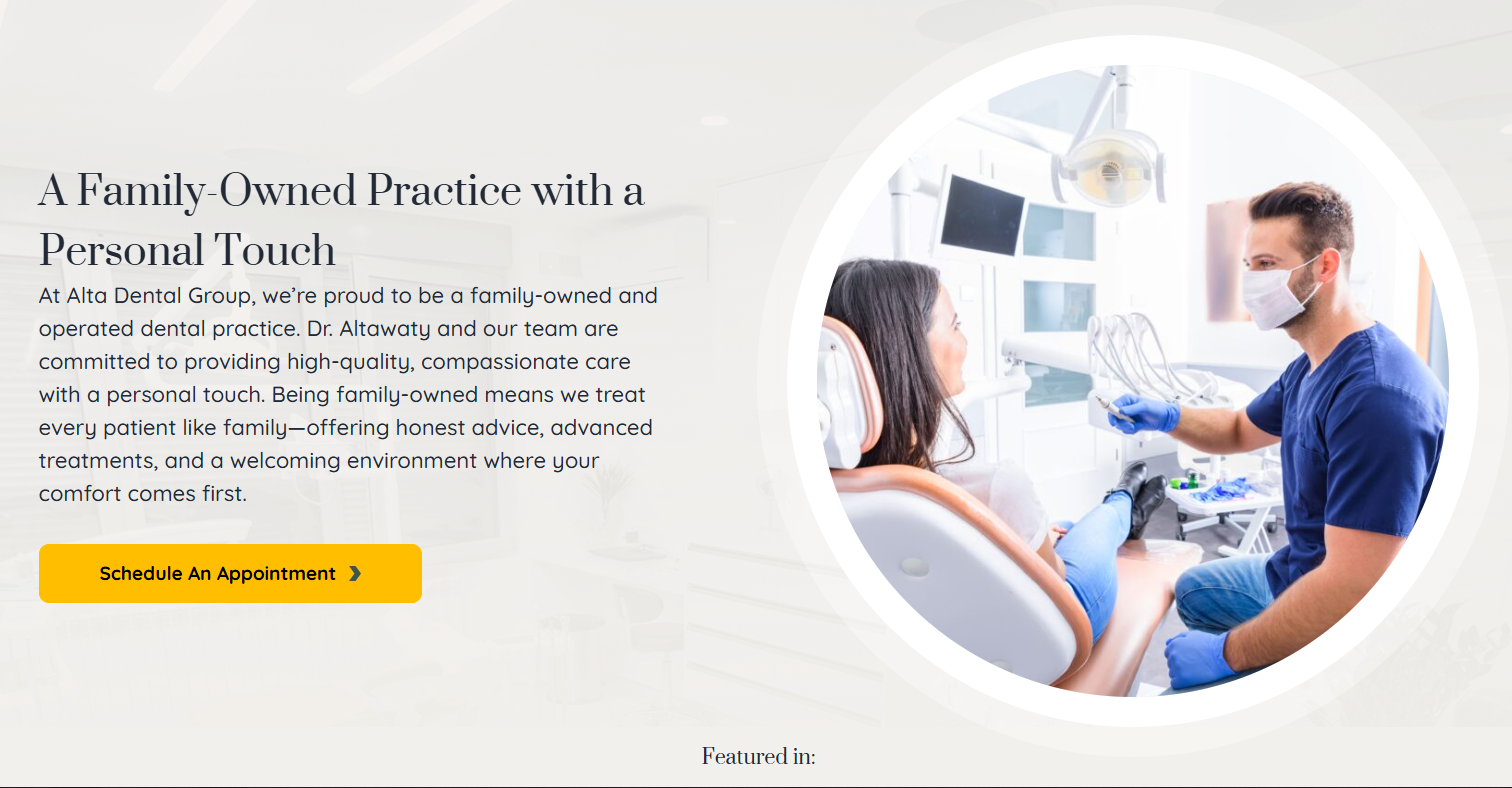 A Family-Owned Practice with a
Personal Touch
At Alta Dental Group, we’re proud to be a family-owned and
operated dental practice. Dr. Altawaty and our team are
committed to providing high-quality, compassionate care
with a personal touch. Being family-owned means we treat
every patient like family—offering honest advice, advanced
treatments, and a welcoming environment where your
comfort comes first.
Schedule An Appointment
Featured in: